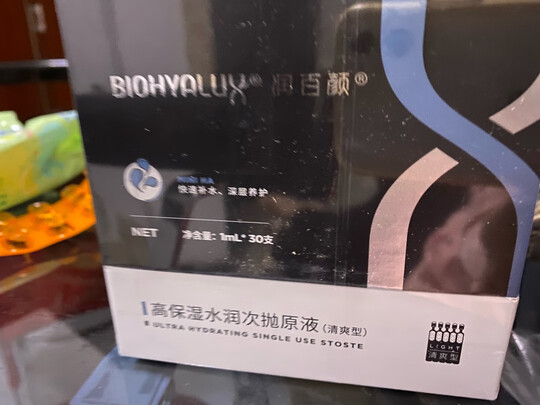 BIOHYALUX® 润百颜®
快速补水、深层养护
NET 净含量：1mL* 30支
高保湿水润次抛原液（清爽型）
ULTRA HYDRATING SINGLE USE STOSTE
LIGHT
清爽型